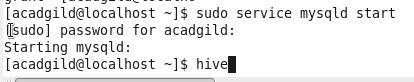 [acadgild@localhost ~]$ sudo service mysqld start
[sudo] password for acadgild:
Starting mysqld:
[acadgild@localhost ~]$ hive